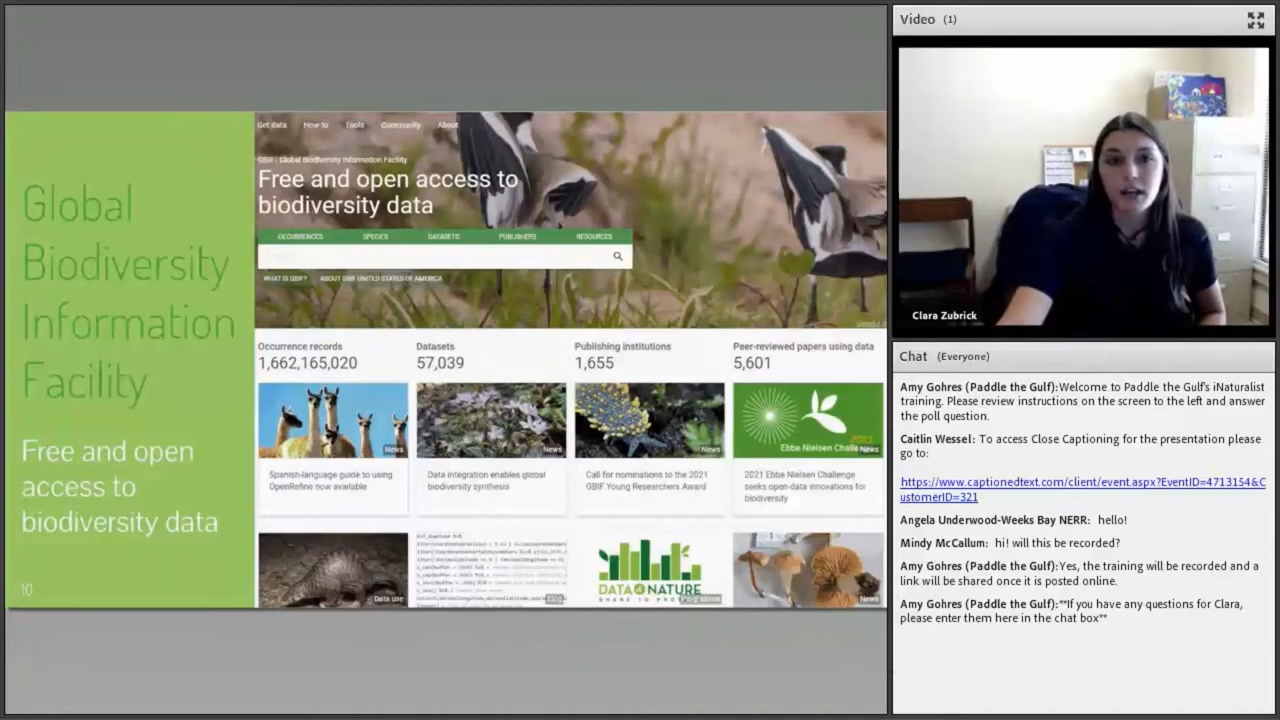 Global
Biodiversity
Information
Facility
Free and open
access to
biodiversity data
10
Get data How to Tools Community About
GBIF | Global Biodiversity Information Facility
Free and open access to
biodiversity data
OCCURRENCES SPECIES DATASETS PUBLISHERS RESOURCES
WHAT IS GBIF? ABOUT GBIF UNITED STATES OF AMERICA
Occurrence records Datasets Publishing institutions Peer-reviewed papers using data
1,662,165,020 57,039 1,655 5,601
News News News Ebbe Nielsen Challe News
2021
Spanish-language guide to using
OpenRefine now available
Data integration enables global
biodiversity synthesis
Call for nominations to the 2021
GBIF Young Researchers Award
2021 Ebbe Nielsen Challenge
seeks open-data innovations for
biodiversity
Data use
Blog
DATA4NATURE
Programme
News
Video (1)
Clara Zubrick
Chat (Everyone)
Amy Gohres (Paddle the Gulf):Welcome to Paddle the Gulf's iNaturalist
training. Please review instructions on the screen to the left and answer
the poll question.
Caitlin Wessel: To access Close Captioning for the presentation please
go to:
https://www.captionedtext.com/client/event.aspx?EventID=4713154&C
ustomerID=321
Angela Underwood-Weeks Bay NERR: hello!
Mindy McCallum: hi! will this be recorded?
Amy Gohres (Paddle the Gulf):Yes, the training will be recorded and a
link will be shared once it is posted online.
Amy Gohres (Paddle the Gulf):**If you have any questions for Clara,
please enter them here in the chat box**